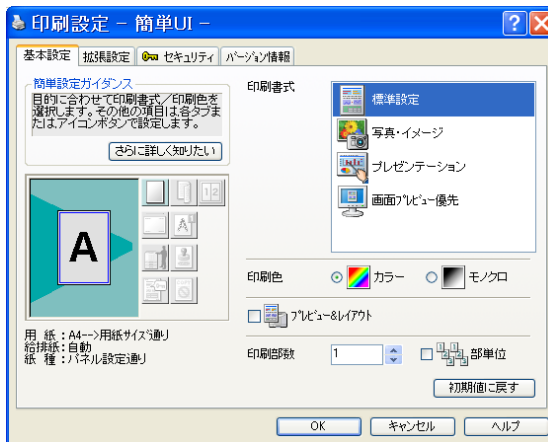 印刷設定 - 簡単UI -
基本設定 拡張設定 セキュリティ バージョン情報
簡単設定ガイダンス
目的に合わせて印刷書式/印刷色を
選択します。その他の項目は各タブま
たはアイコンボタンで設定します。
さらに詳しく知りたい
A
12
A
用 紙:A4-->用紙サイズ通り
給排紙:自動
紙 種:パネル設定通り
印刷書式
標準設定
写真・イメージ
プレゼンテーション
画面プレビュー優先
印刷色 カラー モノクロ
プレビュー&レイアウト
印刷部数 1 部単位
初期値に戻す
OK キャンセル ヘルプ